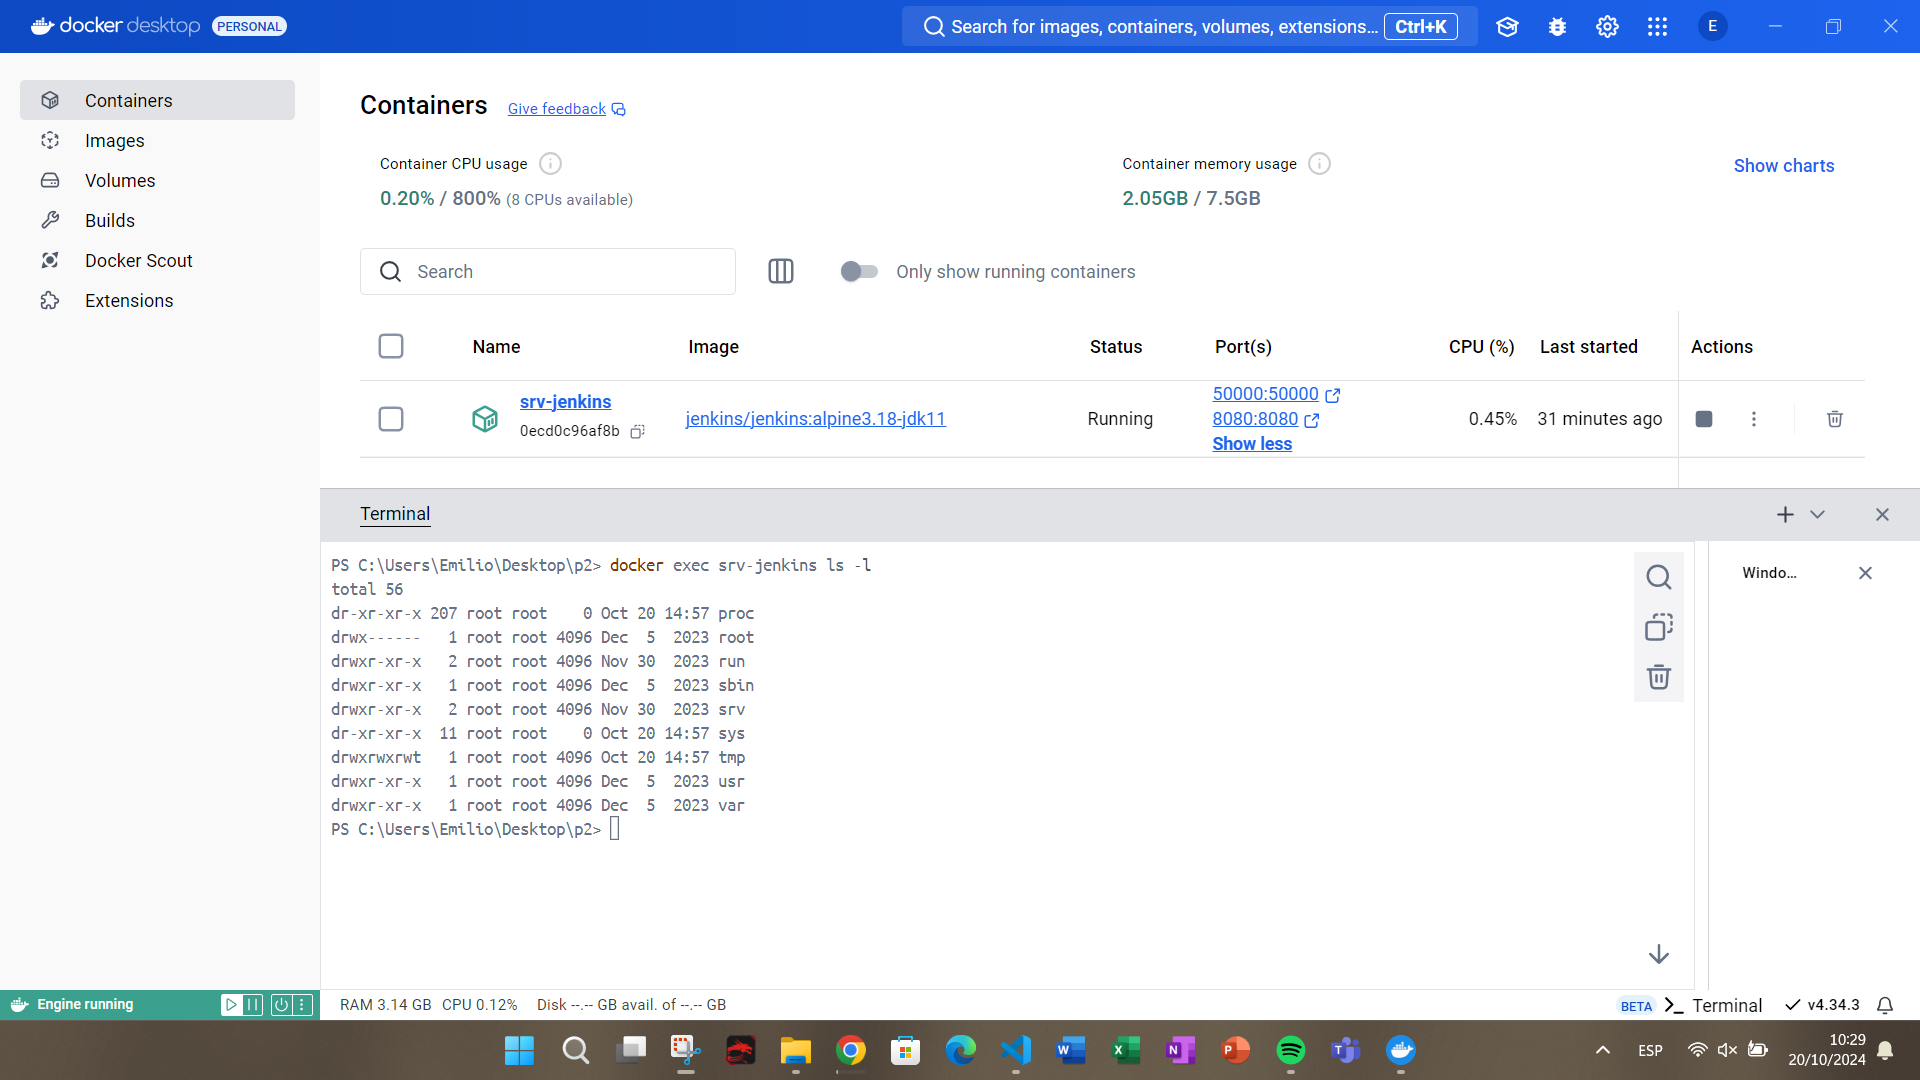 docker desktop PERSONAL
Search for images, containers, volumes, extensions... Ctrl+K
E
Containers
Images
Volumes
Builds
Docker Scout
Extensions
Containers Give feedback
Container CPU usage
0.20% / 800% (8 CPUs available)
Container memory usage
2.05GB / 7.5GB
Show charts
Search
Only show running containers
Name Image Status Port(s) CPU (%) Last started Actions
srv-jenkins
0ecd0c96af8b
jenkins/jenkins:alpine3.18-jdk11
Running
50000:50000
8080:8080
Show less
0.45%
31 minutes ago
Terminal
PS C:\Users\Emilio\Desktop\p2> docker exec srv-jenkins ls -l
total 56
dr-xr-xr-x 207 root root    0 Oct 20 14:57 proc
drwx------   1 root root 4096 Dec  5  2023 root
drwxr-xr-x   2 root root 4096 Nov 30  2023 run
drwxr-xr-x   1 root root 4096 Dec  5  2023 sbin
drwxr-xr-x   2 root root 4096 Nov 30  2023 srv
dr-xr-xr-x  11 root root    0 Oct 20 14:57 sys
drwxrwxrwt   1 root root 4096 Oct 20 14:57 tmp
drwxr-xr-x   1 root root 4096 Dec  5  2023 usr
drwxr-xr-x   1 root root 4096 Dec  5  2023 var
PS C:\Users\Emilio\Desktop\p2>
Windo...
Engine running
RAM 3.14 GB CPU 0.12% Disk --.-- GB avail. of --.-- GB
BETA Terminal v4.34.3
W
X
N
P
T
ESP
10:29
20/10/2024